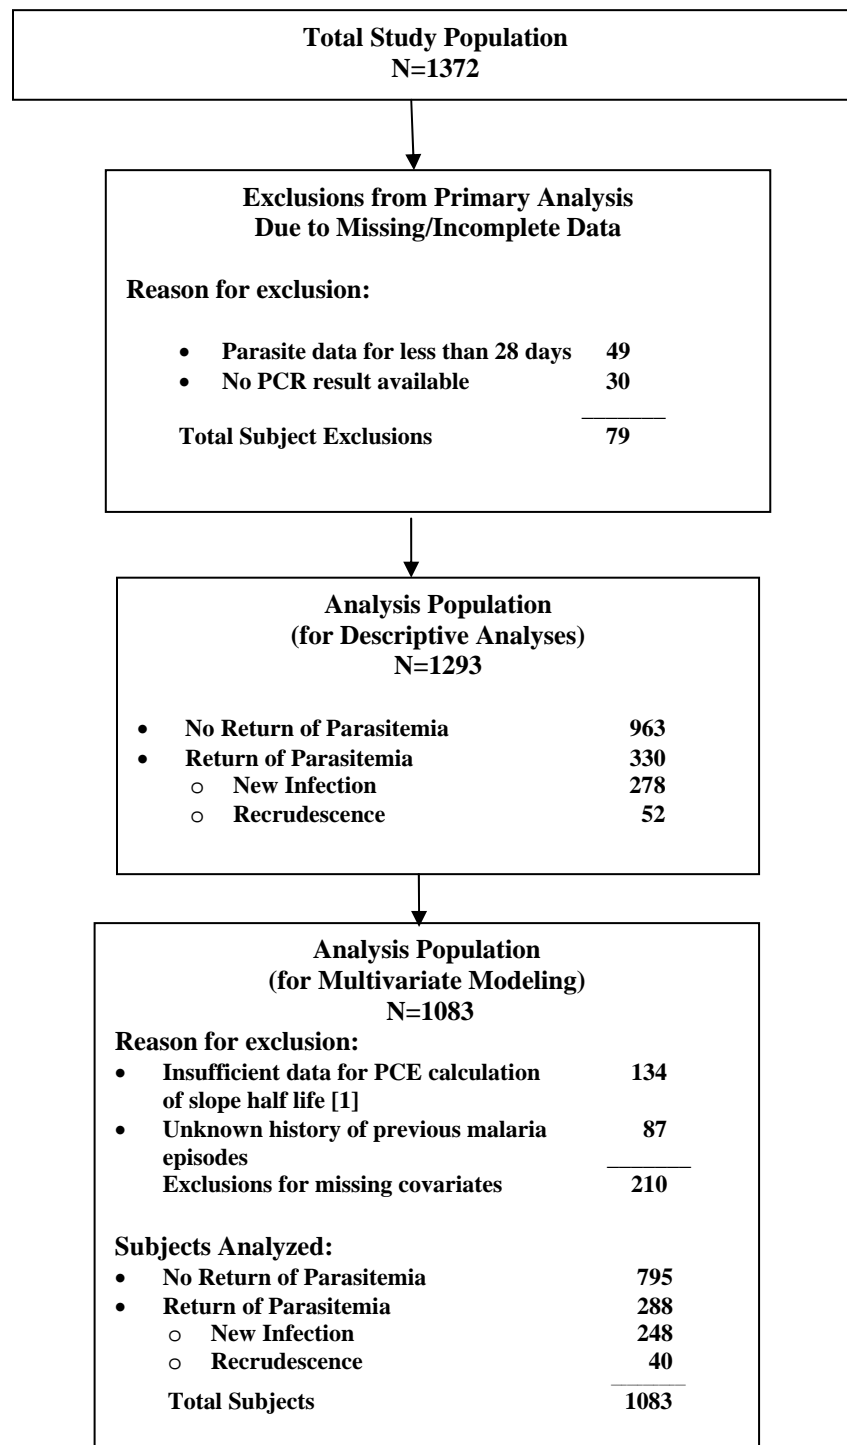 Total Study Population
N=1372
Exclusions from Primary Analysis
Due to Missing/Incomplete Data
Reason for exclusion:
• Parasite data for less than 28 days 49
• No PCR result available 30
Total Subject Exclusions 79
Analysis Population
(for Descriptive Analyses)
N=1293
• No Return of Parasitemia 963
• Return of Parasitemia 330
o New Infection 278
o Recrudescence 52
Analysis Population
(for Multivariate Modeling)
N=1083
Reason for exclusion:
• Insufficient data for PCE calculation 134
of slope half life [1]
• Unknown history of previous malaria 87
episodes
Exclusions for missing covariates 210
Subjects Analyzed:
• No Return of Parasitemia 795
• Return of Parasitemia 288
o New Infection 248
o Recrudescence 40
Total Subjects 1083